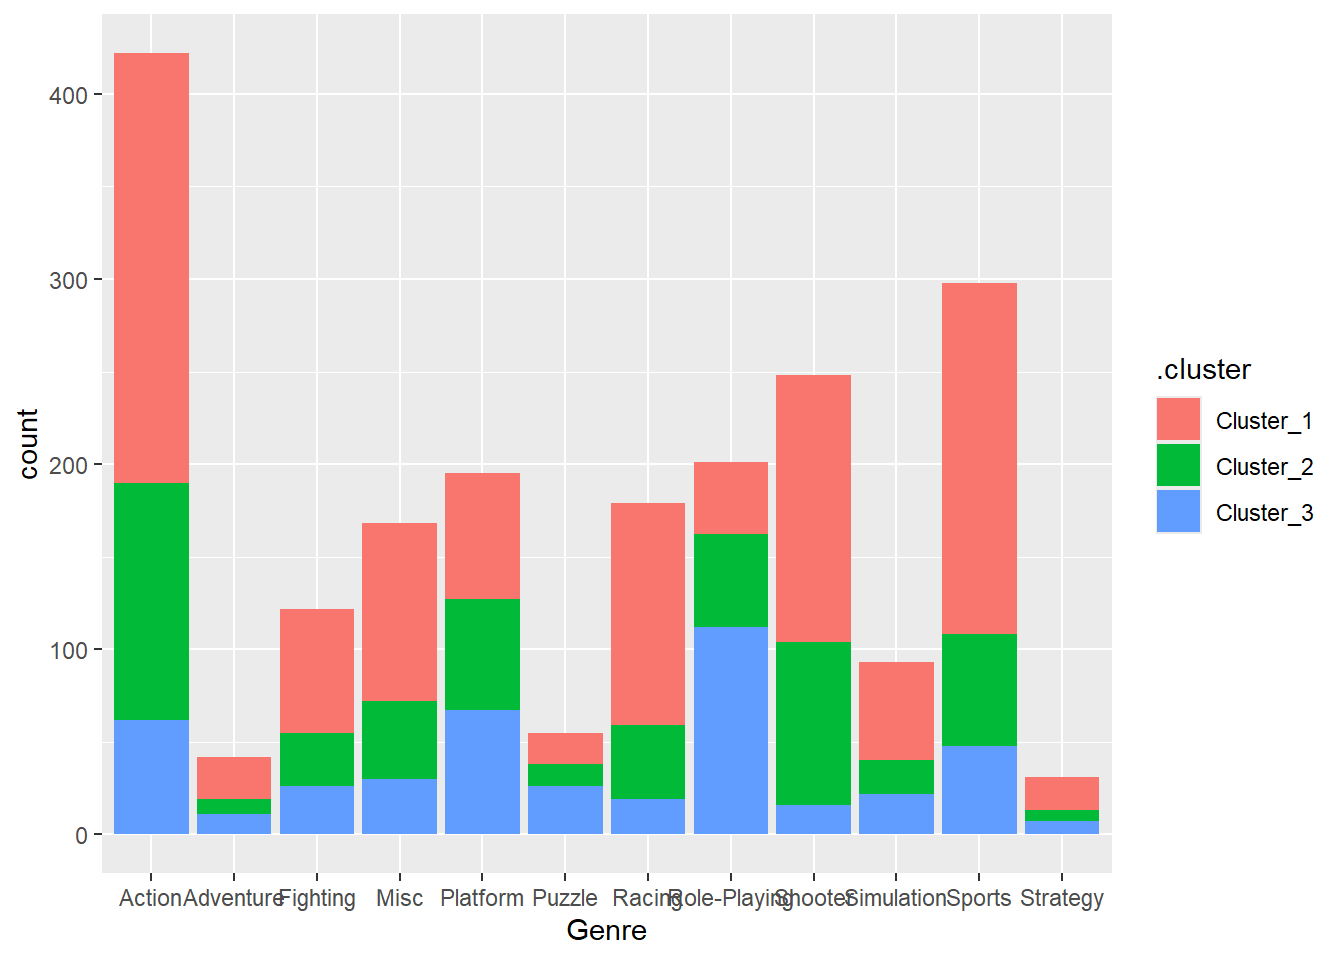 400
300
200
100
0
count
Action Adventure Fighting Misc Platform Puzzle Racing Role-Playing Shooter Simulation Sports Strategy
Genre
.cluster
Cluster_1
Cluster_2
Cluster_3